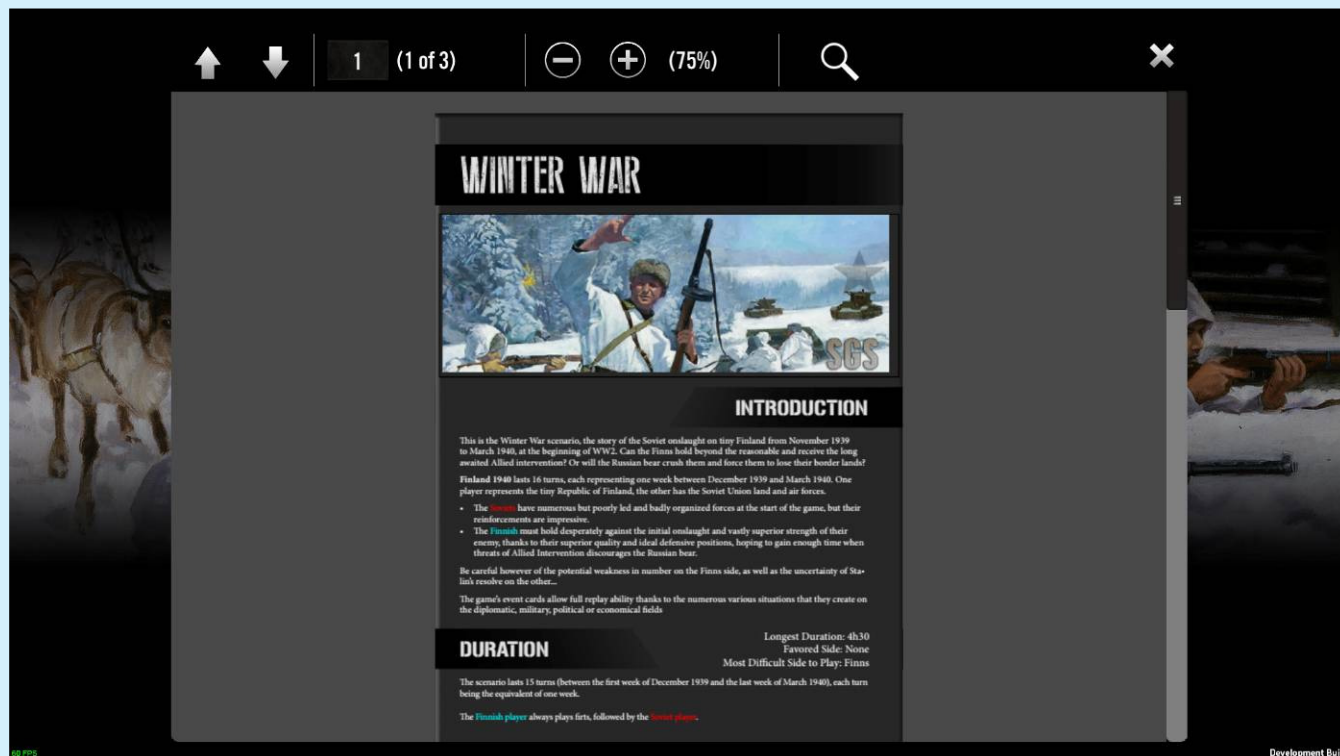 1 (1 of 3) (75%)
WINTER WAR
SGS
INTRODUCTION
This is the Winter War scenario, the story of the Soviet onslaught on tiny Finland from November 1939
to March 1940, at the beginning of WW2. Can the Finns hold beyond the reasonable and receive the long
awaited Allied intervention? Or will the Russian bear crush them and force them to lose their border lands?
Finland 1940 lasts 16 turns, each representing one week between December 1939 and March 1940. One
player represents the tiny Republic of Finland, the other has the Soviet Union land and air forces.
• The Soviets have numerous but poorly led and badly organized forces at the start of the game, but their
reinforcements are impressive.
• The Finnish must hold desperately against the initial onslaught and vastly superior strength of their
enemy, thanks to their superior quality and ideal defensive positions, hoping to gain enough time when
threats of Allied Intervention discourages the Russian bear.
Be careful however of the potential weakness in number on the Finns side, as well as the uncertainty of Sta-
lin's resolve on the other...
The game's event cards allow full replay ability thanks to the numerous various situations that they create on
the diplomatic, military, political or economical fields
DURATION
Longest Duration: 4h30
Favored Side: None
Most Difficult Side to Play: Finns
The scenario lasts 15 turns (between the first week of December 1939 and the last week of March 1940), each turn
being the equivalent of one week.
The Finnish player always plays firts, followed by the Soviet player.
60 FPS
Development Bui